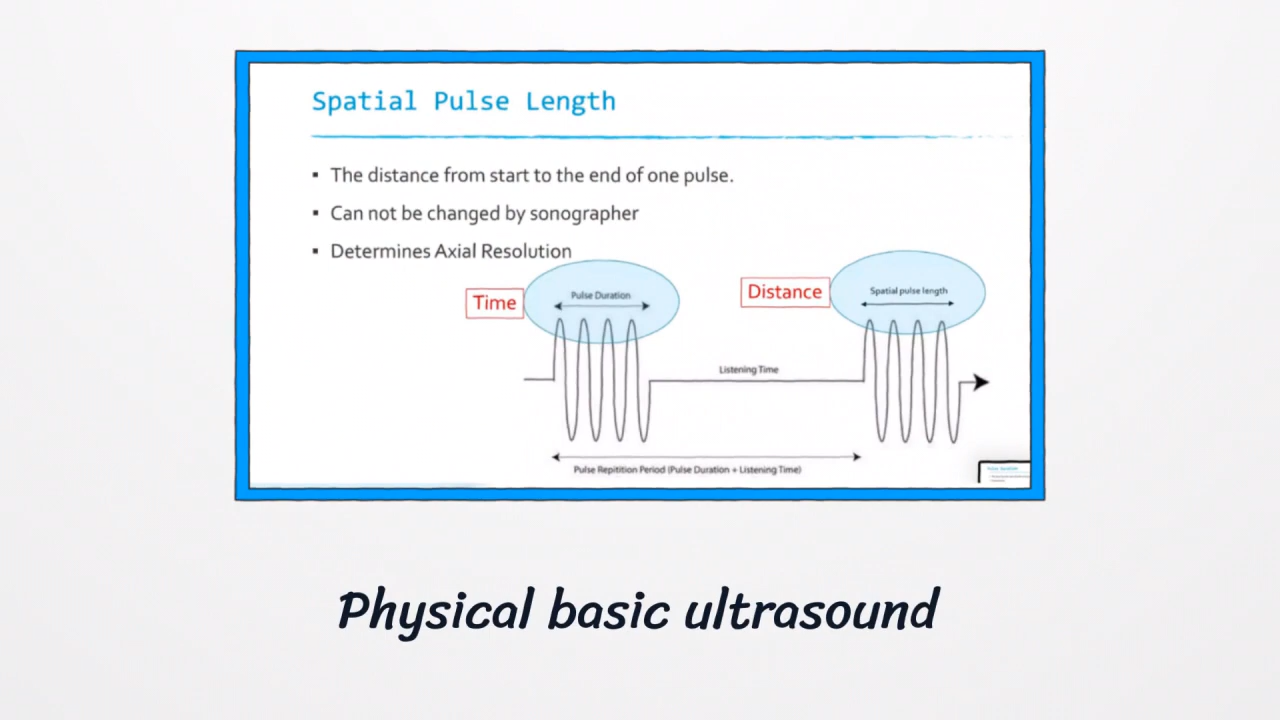 Spatial Pulse Length
▪ The distance from start to the end of one pulse.
▪ Can not be changed by sonographer
▪ Determines Axial Resolution
Time
Pulse Duration
Distance
Spatial pulse length
Listening Time
Pulse Repitition Period (Pulse Duration + Listening Time)
Physical basic ultrasound